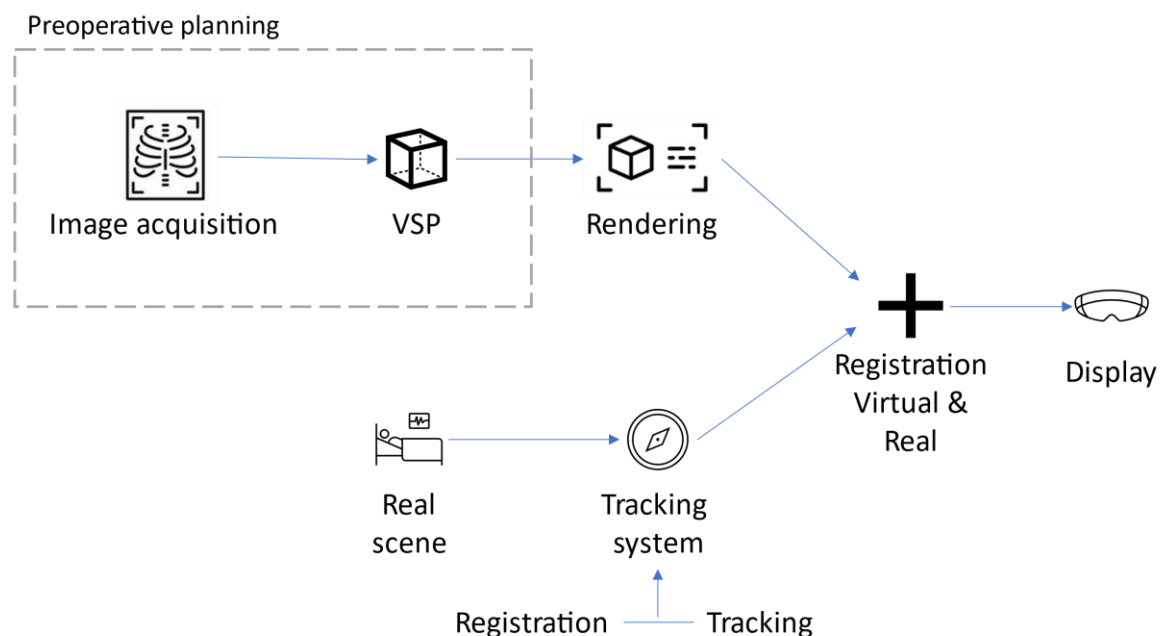 Preoperative planning
Image acquisition
VSP
Rendering
Registration
Virtual &
Real
Display
Real
scene
Tracking
system
Registration
Tracking